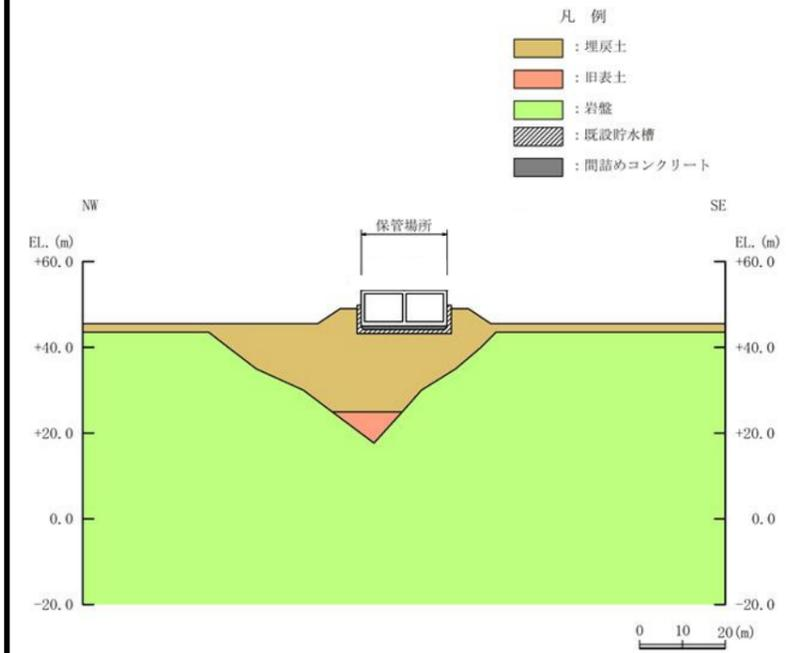 凡 例
：埋戻土
：旧表土
：岩盤
：既設貯水槽
：間詰めコンクリート
NW
SE
保管場所
EL.(m)
EL.(m)
+60.0
+60.0
+40.0
+40.0
+20.0
+20.0
0.0
0.0
-20.0
-20.0
0 10 20(m)